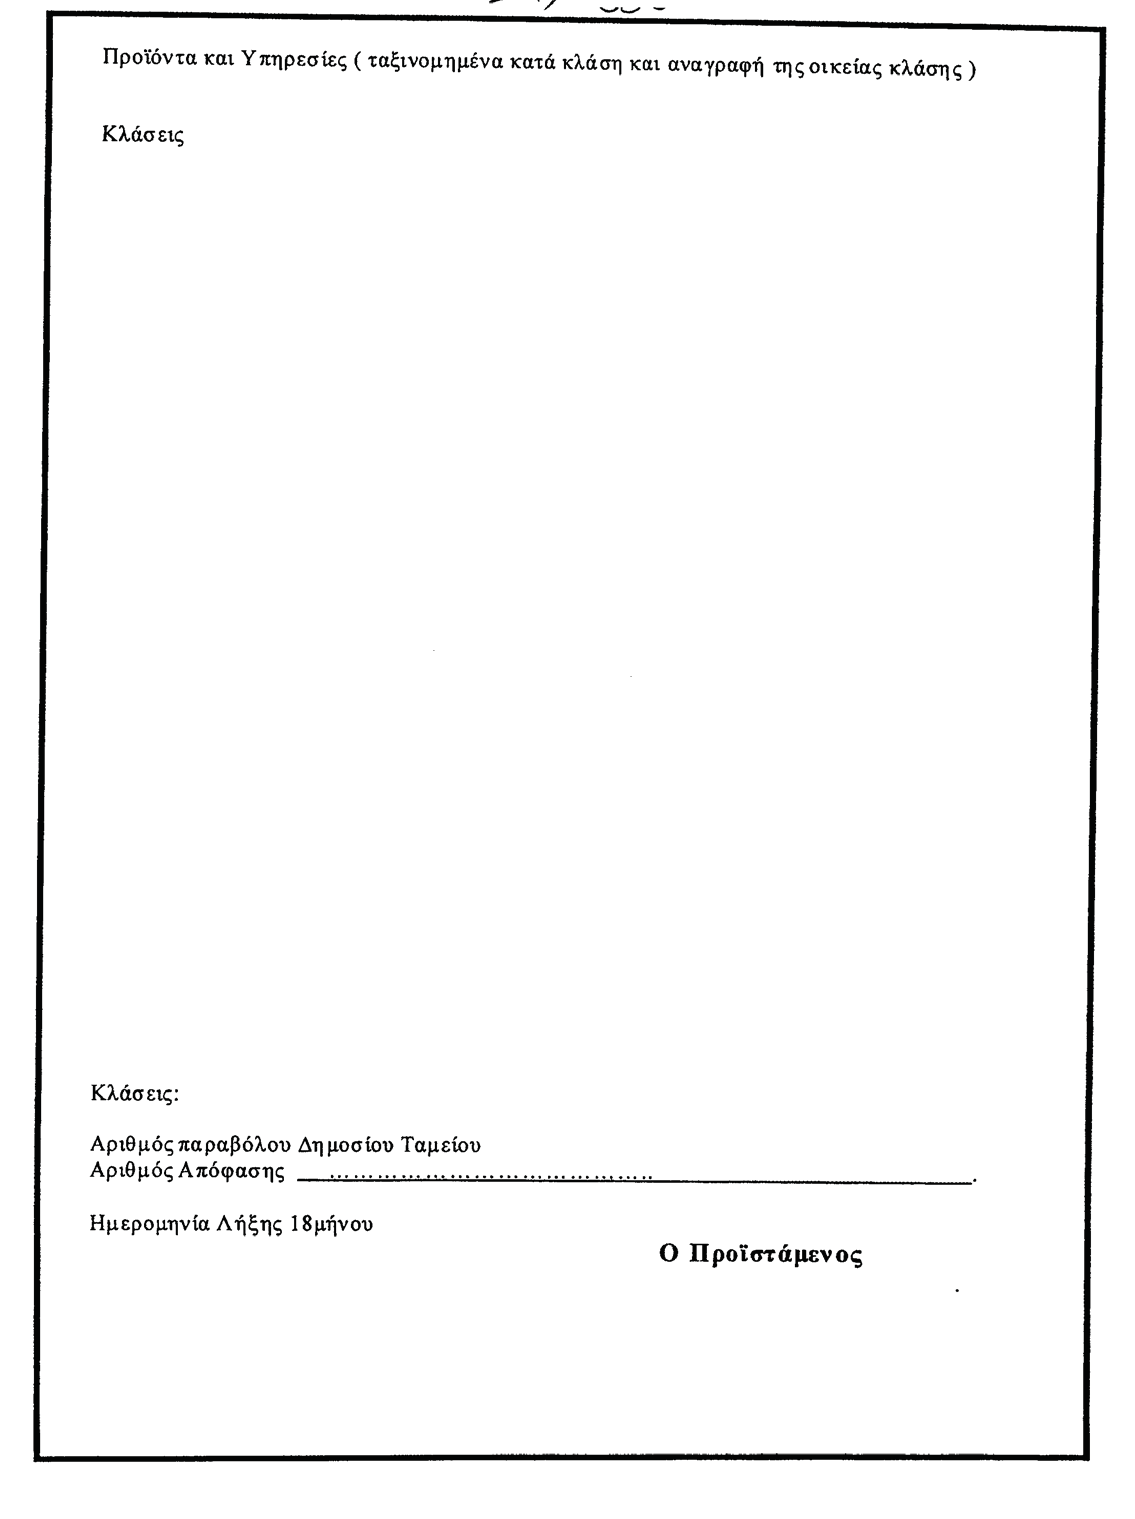 Προϊόντα και Υπηρεσίες ( ταξινομημένα κατά κλάση και αναγραφή της οικείας κλάσης )
Κλάσεις
Κλάσεις:
Αριθμός παραβόλου Δημοσίου Ταμείου
Αριθμός Απόφασης ........................................
Ημερομηνία Λήξης 18μήνου
Ο Προϊστάμενος